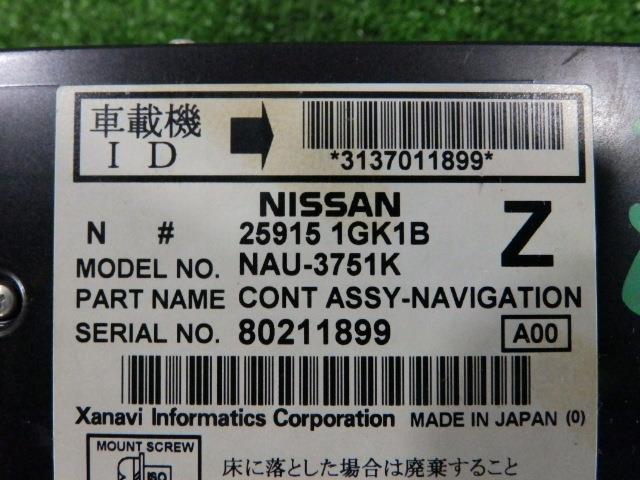 車載機
I D
*3137011899*
NISSAN
N # 25915 1GK1B
Z
MODEL NO. NAU-3751K
PART NAME CONT ASSY-NAVIGATION
SERIAL NO. 80211899
A00
Xanavi Informatics Corporation MADE IN JAPAN (0)
MOUNT SCREW
ISO
床に落とした場合は廃棄すること